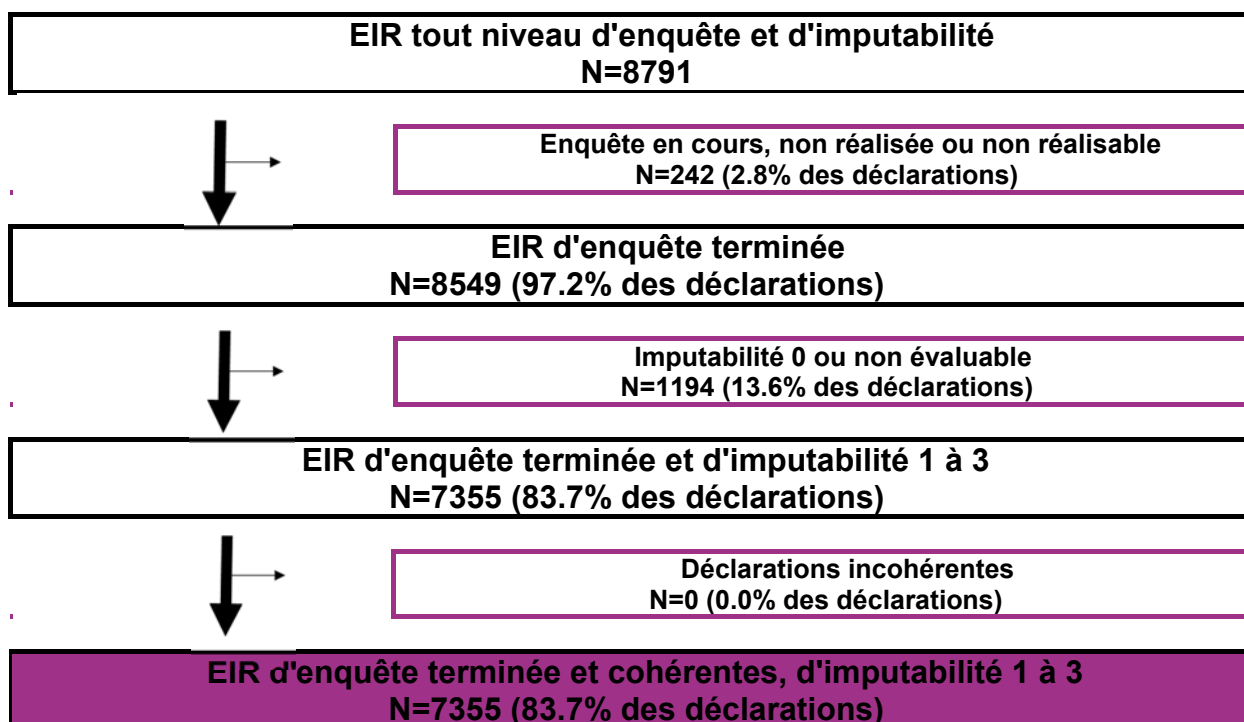 EIR tout niveau d'enquête et d'imputabilité
N=8791
Enquête en cours, non réalisée ou non réalisable
N=242 (2.8% des déclarations)
EIR d'enquête terminée
N=8549 (97.2% des déclarations)
Imputabilité 0 ou non évaluable
N=1194 (13.6% des déclarations)
EIR d'enquête terminée et d'imputabilité 1 à 3
N=7355 (83.7% des déclarations)
Déclarations incohérentes
N=0 (0.0% des déclarations)
EIR d'enquête terminée et cohérentes, d'imputabilité 1 à 3
N=7355 (83.7% des déclarations)